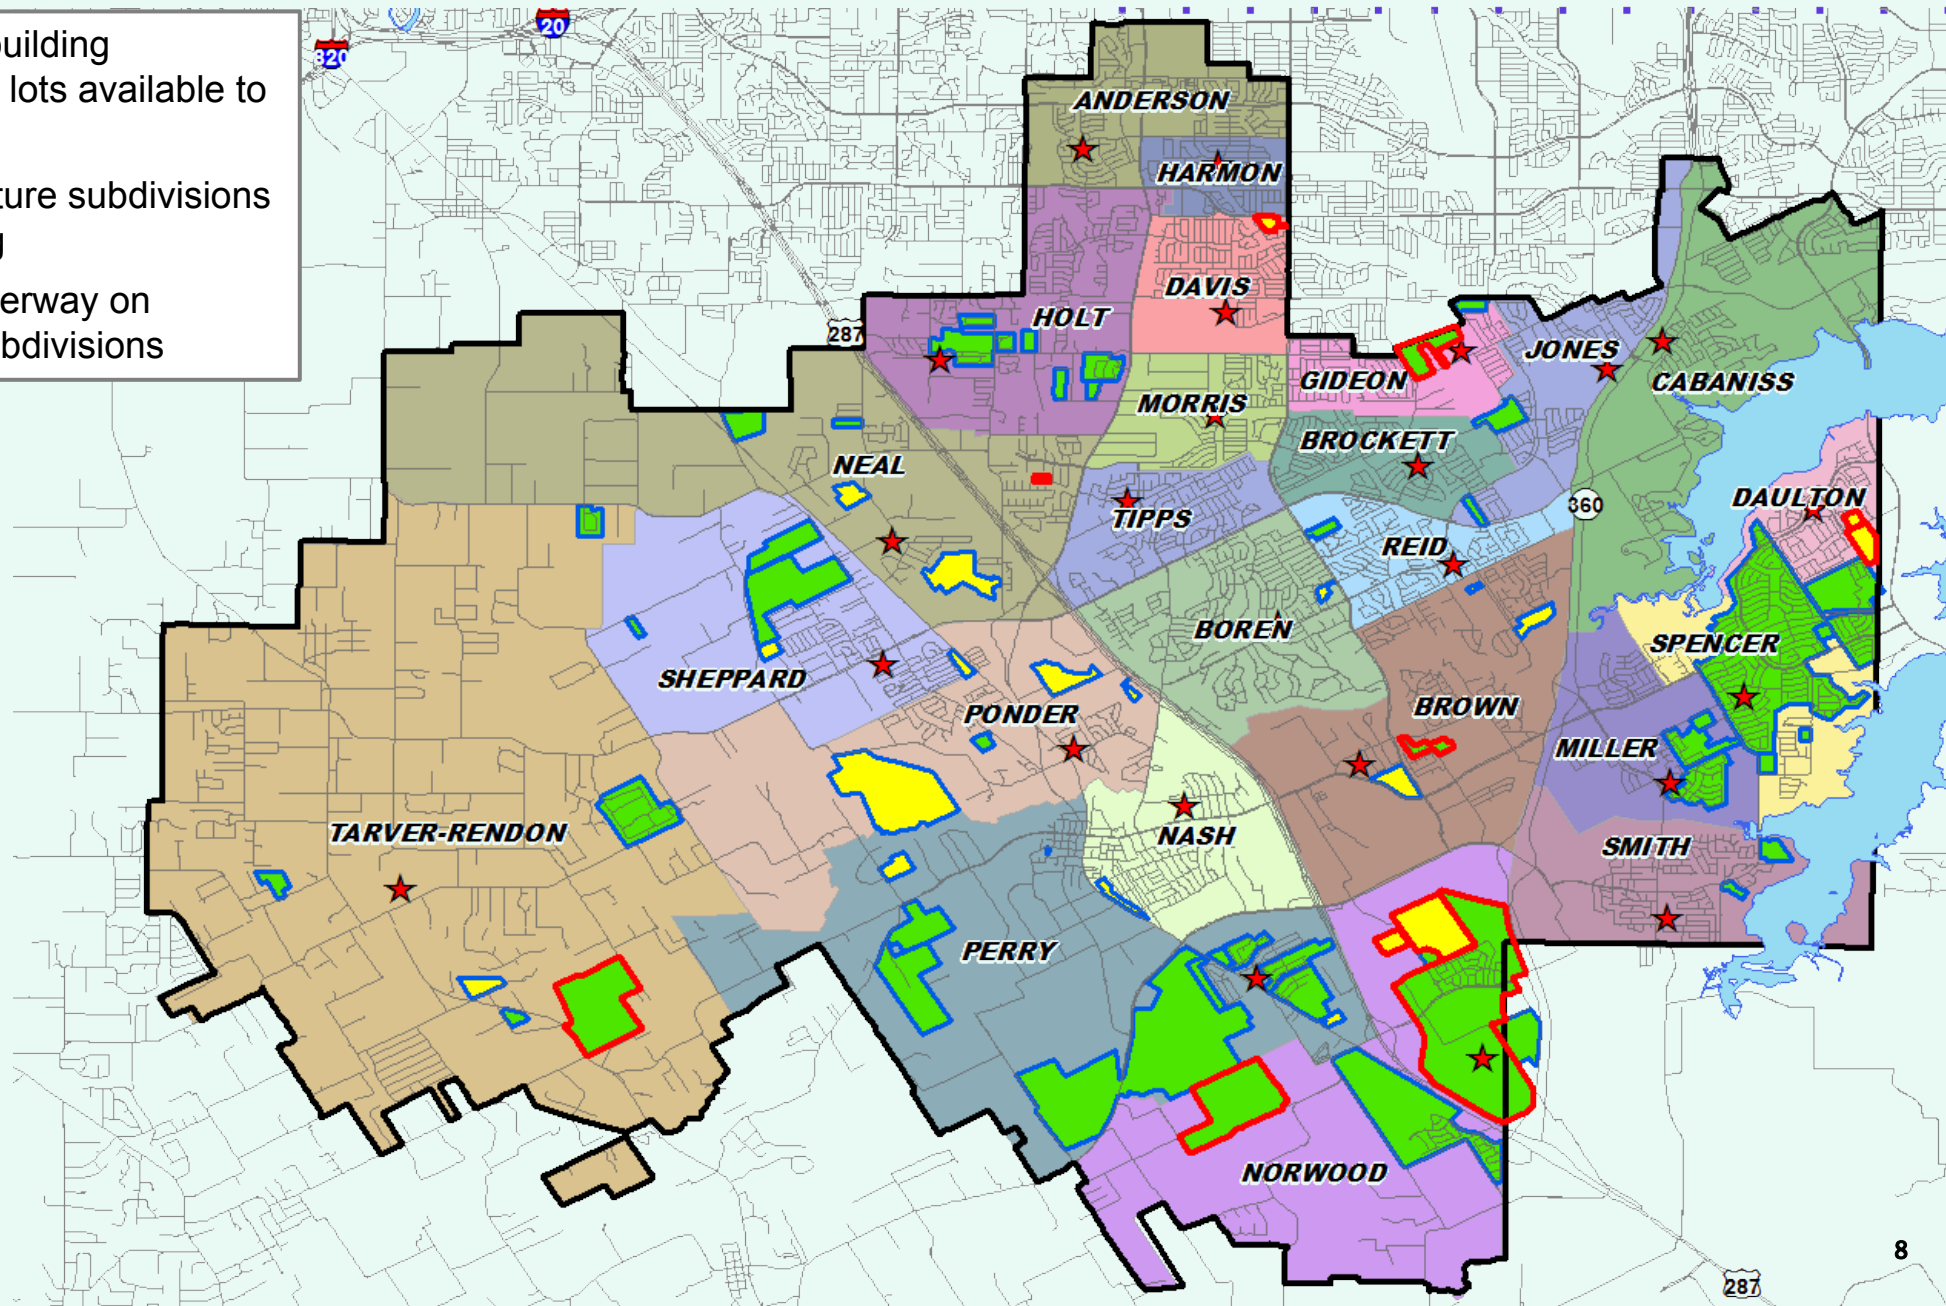 building
lots available to
ture subdivisions
g
erway on
bdivisions
820
20
ANDERSON
HARMON
287
DAVIS
HOLT
JONES
GIDEON
CABANISS
MORRIS
BROCKETT
NEAL
DAULTON
360
TIPPS
REID
BOREN
SPENCER
SHEPPARD
PONDER
BROWN
MILLER
TARVER-RENDON
NASH
SMITH
PERRY
NORWOOD
8
287